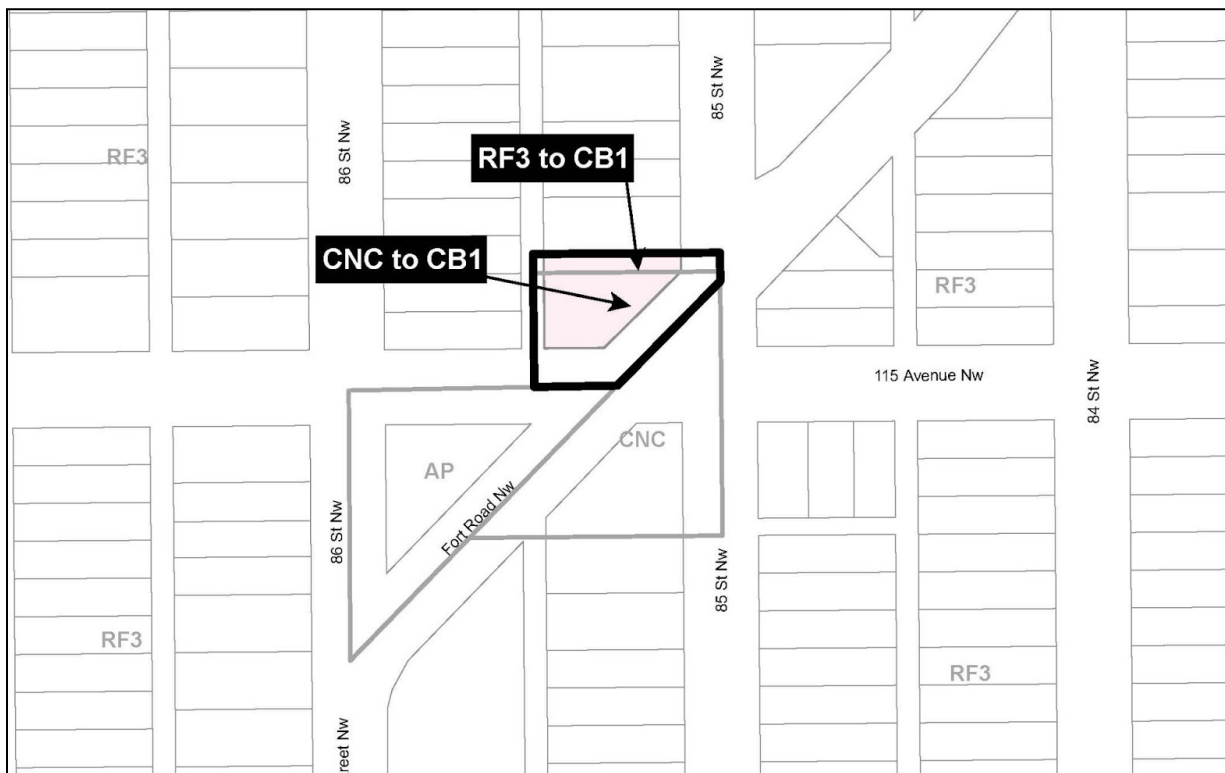 85 St Nw
86 St Nw
RF3
RF3 to CB1
CNC to CB1
RF3
115 Avenue Nw
84 St Nw
CNC
AP
Fort Road Nw
86 St Nw
85 St Nw
RF3
RF3
reet Nw